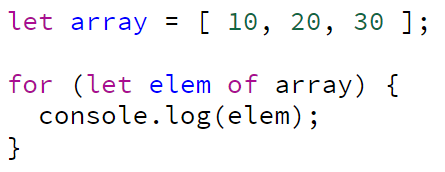 let array = [ 10, 20, 30 ];
for (let elem of array) {
  console.log(elem);
}